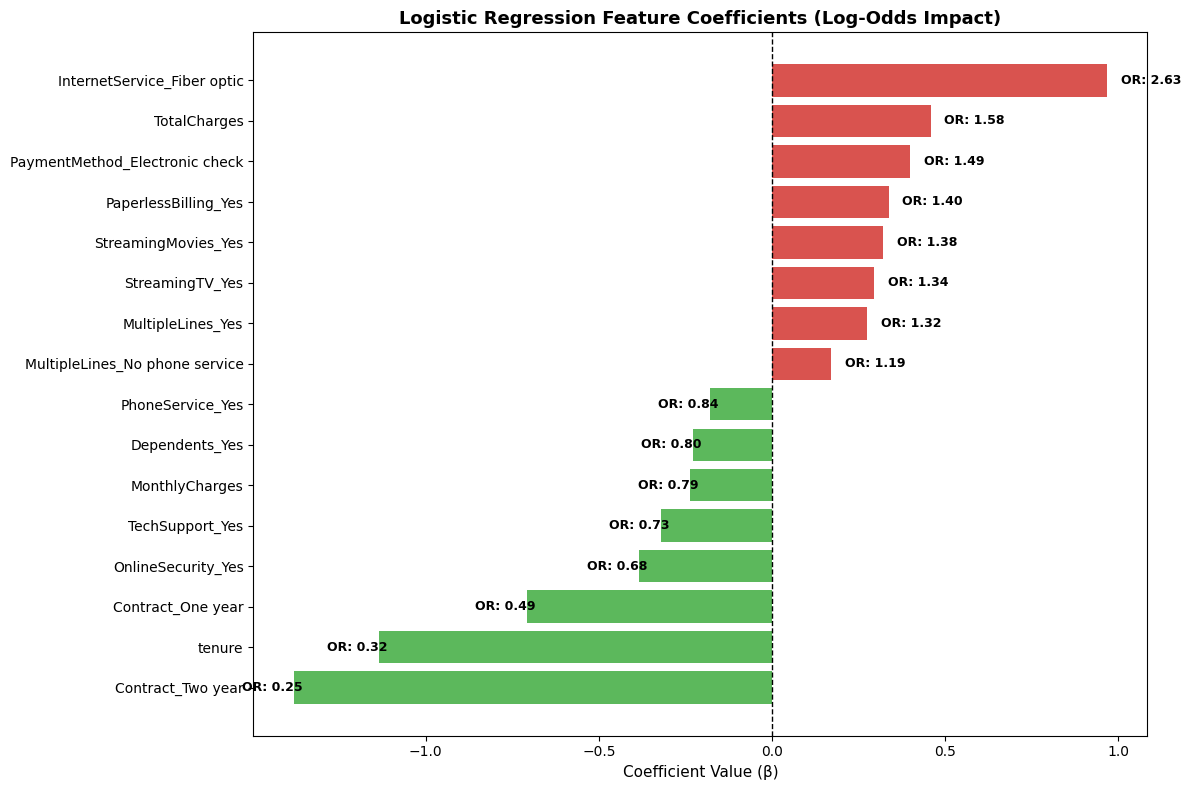 Logistic Regression Feature Coefficients (Log-Odds Impact)
InternetService_Fiber optic OR: 2.63
TotalCharges OR: 1.58
PaymentMethod_Electronic check OR: 1.49
PaperlessBilling_Yes OR: 1.40
StreamingMovies_Yes OR: 1.38
StreamingTV_Yes OR: 1.34
MultipleLines_Yes OR: 1.32
MultipleLines_No phone service OR: 1.19
PhoneService_Yes OR: 0.84
Dependents_Yes OR: 0.80
MonthlyCharges OR: 0.79
TechSupport_Yes OR: 0.73
OnlineSecurity_Yes OR: 0.68
Contract_One year OR: 0.49
tenure OR: 0.32
Contract_Two year OR: 0.25
−1.0 −0.5 0.0 0.5 1.0
Coefficient Value (β)